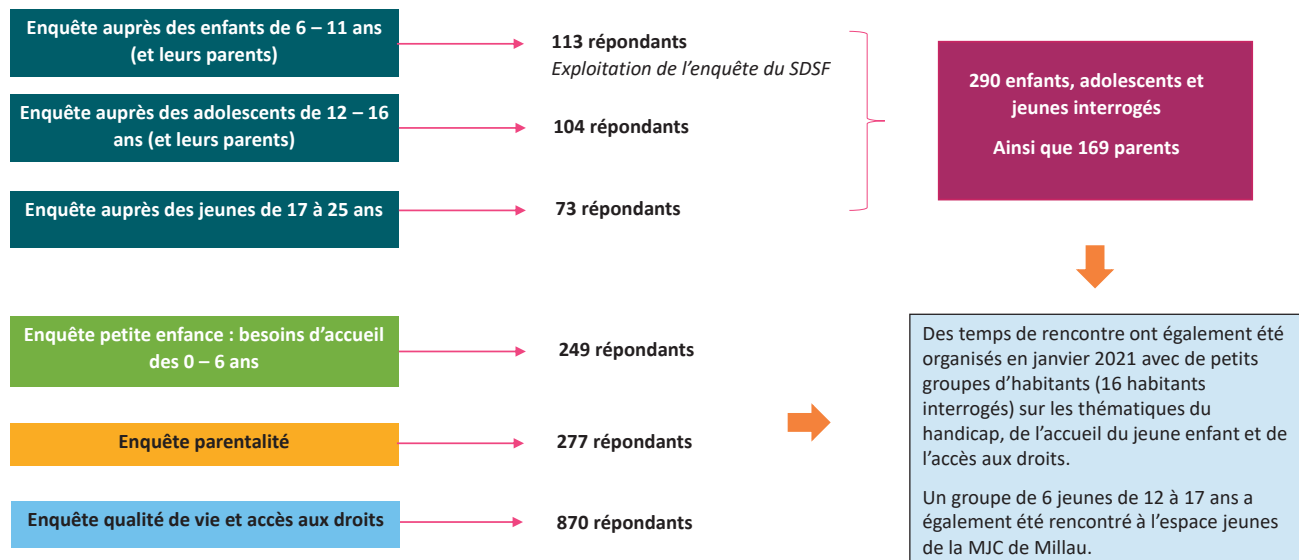 Enquête auprès des enfants de 6 – 11 ans
(et leurs parents)
113 répondants
Exploitation de l’enquête du SDSF
Enquête auprès des adolescents de 12 – 16
ans (et leurs parents)
104 répondants
Enquête auprès des jeunes de 17 à 25 ans
73 répondants
290 enfants, adolescents et
jeunes interrogés
Ainsi que 169 parents
Enquête petite enfance : besoins d’accueil
des 0 – 6 ans
249 répondants
Enquête parentalité
277 répondants
Enquête qualité de vie et accès aux droits
870 répondants
Des temps de rencontre ont également été
organisés en janvier 2021 avec de petits
groupes d’habitants (16 habitants
interrogés) sur les thématiques du
handicap, de l’accueil du jeune enfant et de
l’accès aux droits.
Un groupe de 6 jeunes de 12 à 17 ans a
également été rencontré à l’espace jeunes
de la MJC de Millau.